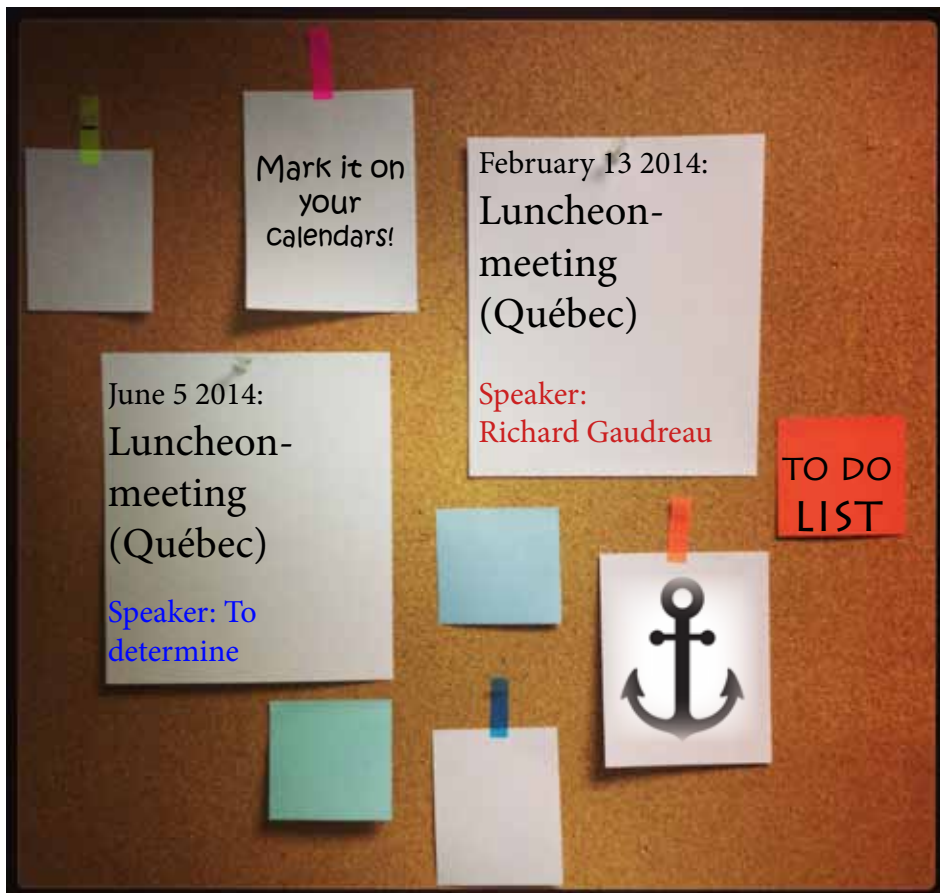 Mark it on
your
calendars!
February 13 2014:
Luncheon-
meeting
(Québec)
Speaker:
Richard Gaudreau
June 5 2014:
Luncheon-
meeting
(Québec)
Speaker: To
determine
TO DO
LIST